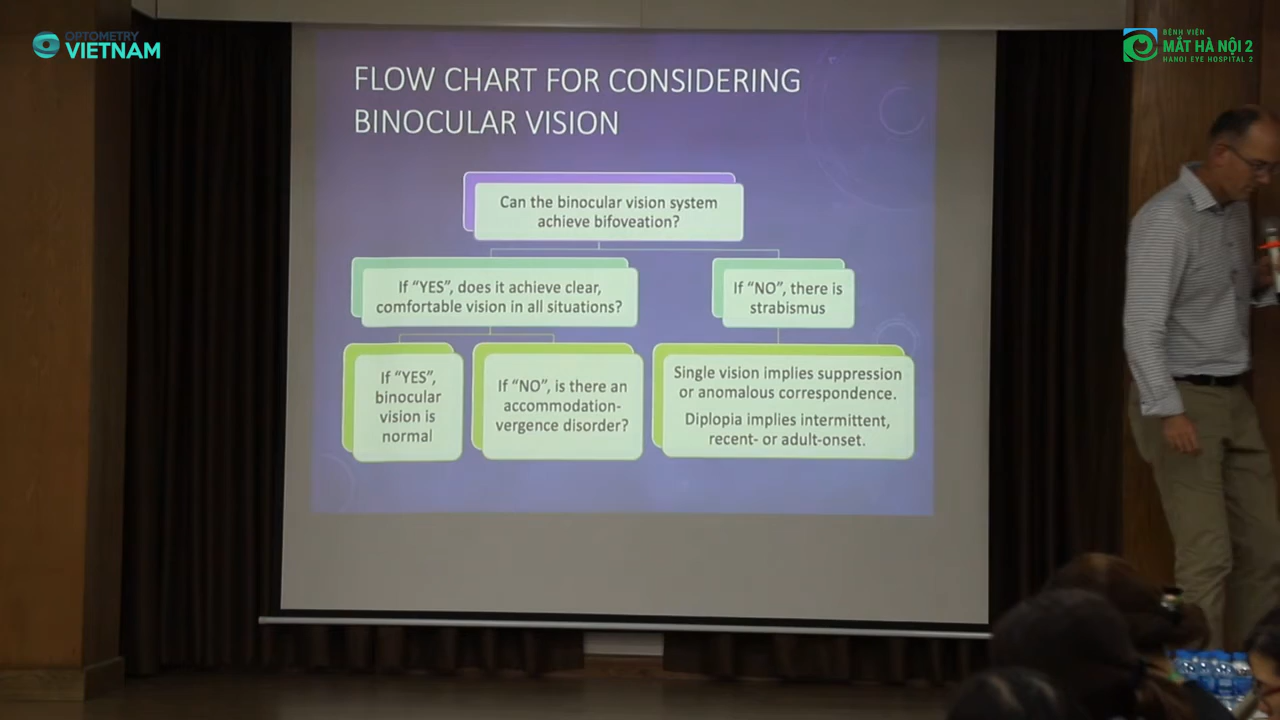 OPTOMETRY
VIETNAM
BỆNH VIỆN
MẮT HÀ NỘI 2
HANOI EYE HOSPITAL 2
FLOW CHART FOR CONSIDERING
BINOCULAR VISION
Can the binocular vision system
achieve bifoveation?
If “YES”, does it achieve clear,
comfortable vision in all situations?
If “NO”, there is
strabismus
If “YES”,
binocular
vision is
normal
If “NO”, is there an
accommodation-
vergence disorder?
Single vision implies suppression
or anomalous correspondence.
Diplopia implies intermittent,
recent- or adult-onset.